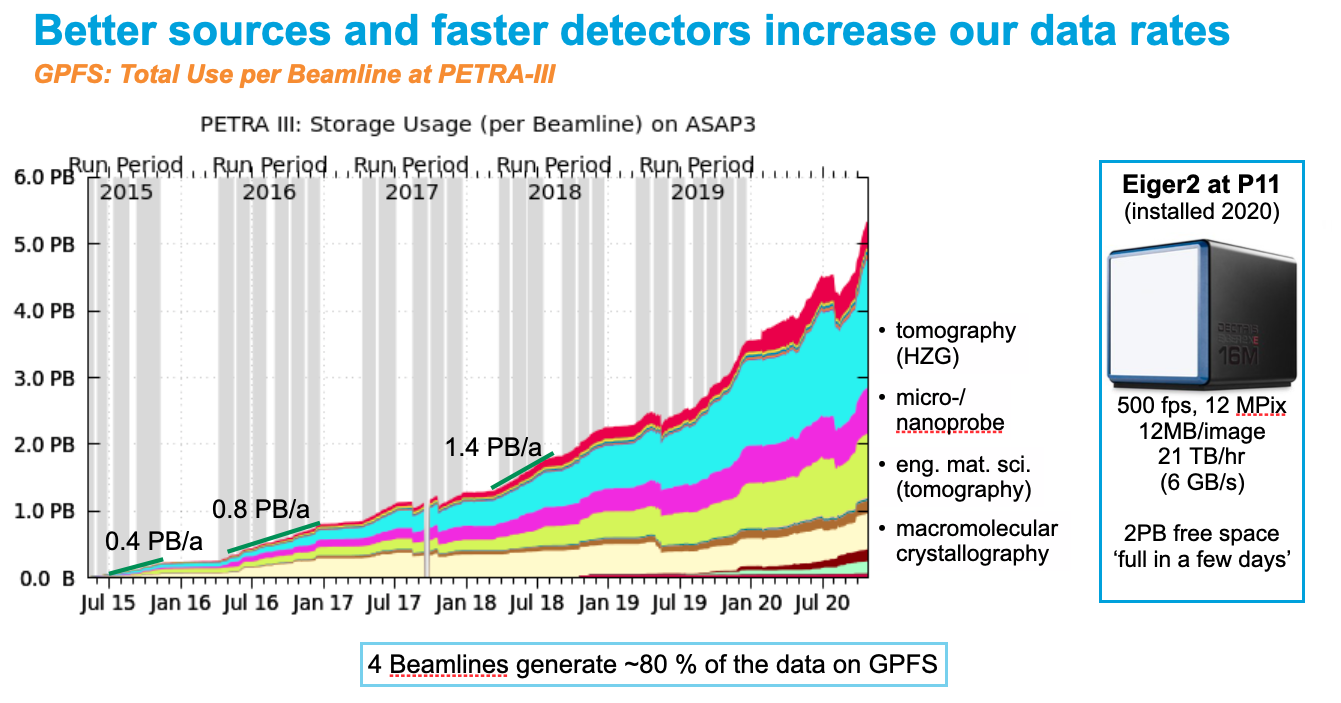 Better sources and faster detectors increase our data rates
GPFS: Total Use per Beamline at PETRA-III
PETRA III: Storage Usage (per Beamline) on ASAP3
Run Period Run Period Run Period Run Period Run Period
2015 2016 2017 2018 2019
6.0 PB
5.0 PB
4.0 PB
3.0 PB
2.0 PB
1.0 PB
0.0 B
0.4 PB/a
0.8 PB/a
1.4 PB/a
Jul 15 Jan 16 Jul 16 Jan 17 Jul 17 Jan 18 Jul 18 Jan 19 Jul 19 Jan 20 Jul 20
• tomography
(HZG)
• micro-/
nanoprobe
• eng. mat. sci.
(tomography)
• macromolecular
crystallography
Eiger2 at P11
(installed 2020)
DECTRIS
16M
500 fps, 12 MPix
12MB/image
21 TB/hr
(6 GB/s)
2PB free space
‘full in a few days’
4 Beamlines generate ~80 % of the data on GPFS